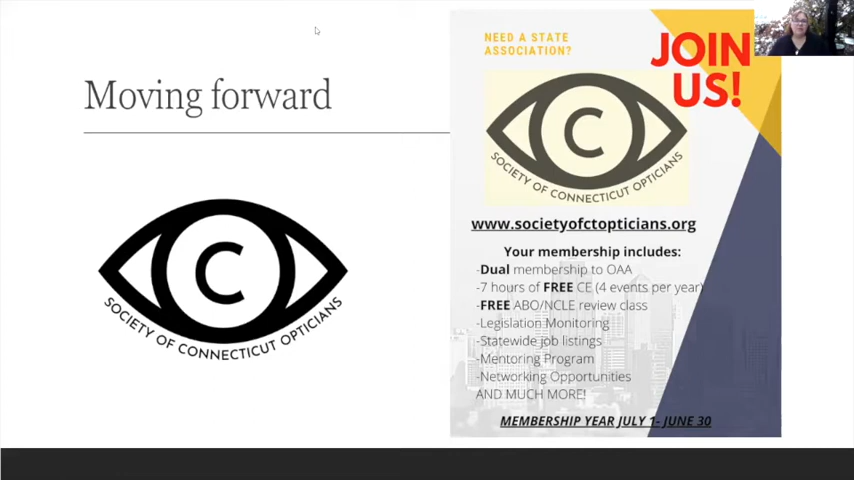 Moving forward
C
SOCIETY OF CONNECTICUT OPTICIANS
NEED A STATE
ASSOCIATION?
JOIN
US!
C
SOCIETY OF CONNECTICUT OPTICIANS
www.societyofctopticians.org
Your membership includes:
-Dual membership to OAA
-7 hours of FREE CE (4 events per year)
-FREE ABO/NCLE review class
-Legislation Monitoring
-Statewide job listings
-Mentoring Program
-Networking Opportunities
AND MUCH MORE!
MEMBERSHIP YEAR JULY 1- JUNE 30